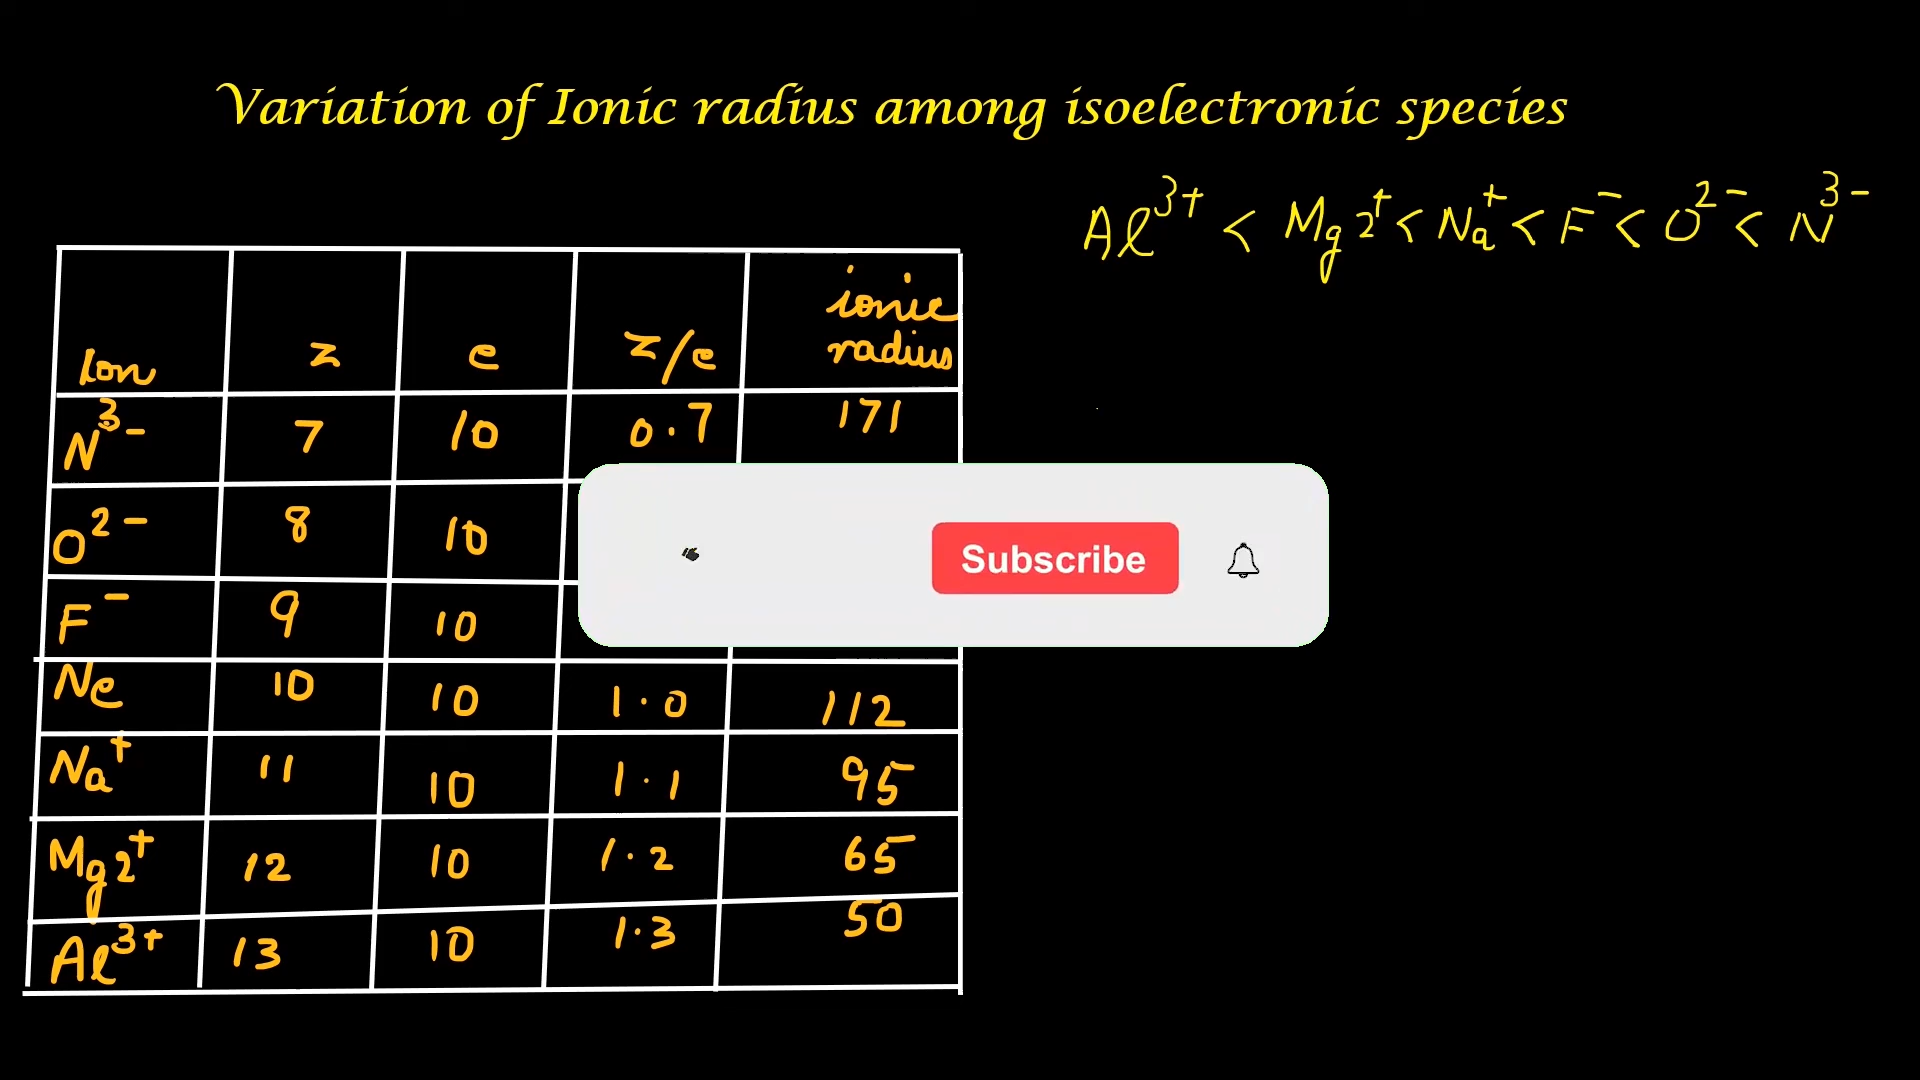 Variation of Ionic radius among isoelectronic species
Al³⁺ < Mg2⁺ < Na⁺ < F⁻ < O²⁻ < N³⁻
Ion z e z/e ionic radius
N³⁻ 7 10 0.7 171
O²⁻ 8 10
Subscribe
F⁻ 9 10
Ne 10 10 1.0 112
Na⁺ 11 10 1.1 95
Mg2⁺ 12 10 1.2 65
Al³⁺ 13 10 1.3 50